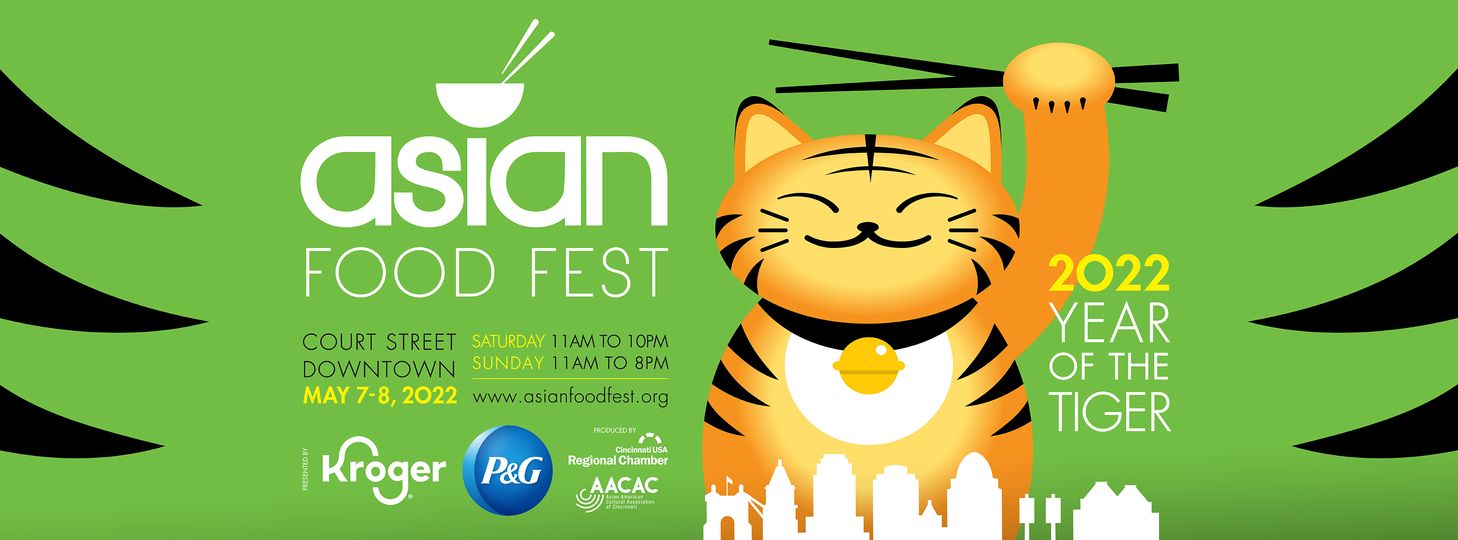 asian
FOOD FEST
COURT STREET
DOWNTOWN
MAY 7-8, 2022
SATURDAY 11AM TO 10PM
SUNDAY 11AM TO 8PM
www.asianfoodfest.org
PRESENTED BY
Kroger
P&G
PRODUCED BY
Cincinnati USA
Regional Chamber
AACAC
Asian American
Cultural Association
of Cincinnati
2022
YEAR
OF THE
TIGER